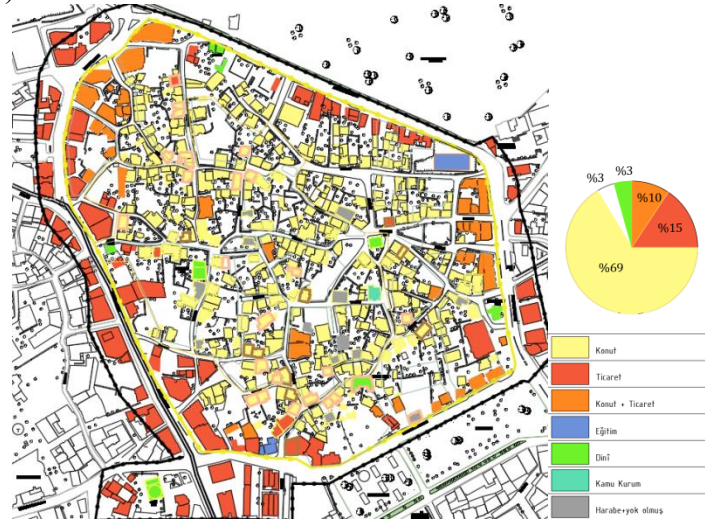 %3
%3
%10
%15
%69
Konut
Ticaret
Konut + Ticaret
Eğitim
Dinî
Kamu Kurum
Harabe+yok olmuş